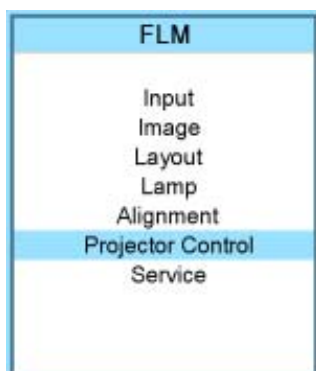 FLM
Input
Image
Layout
Lamp
Alignment
Projector Control
Service